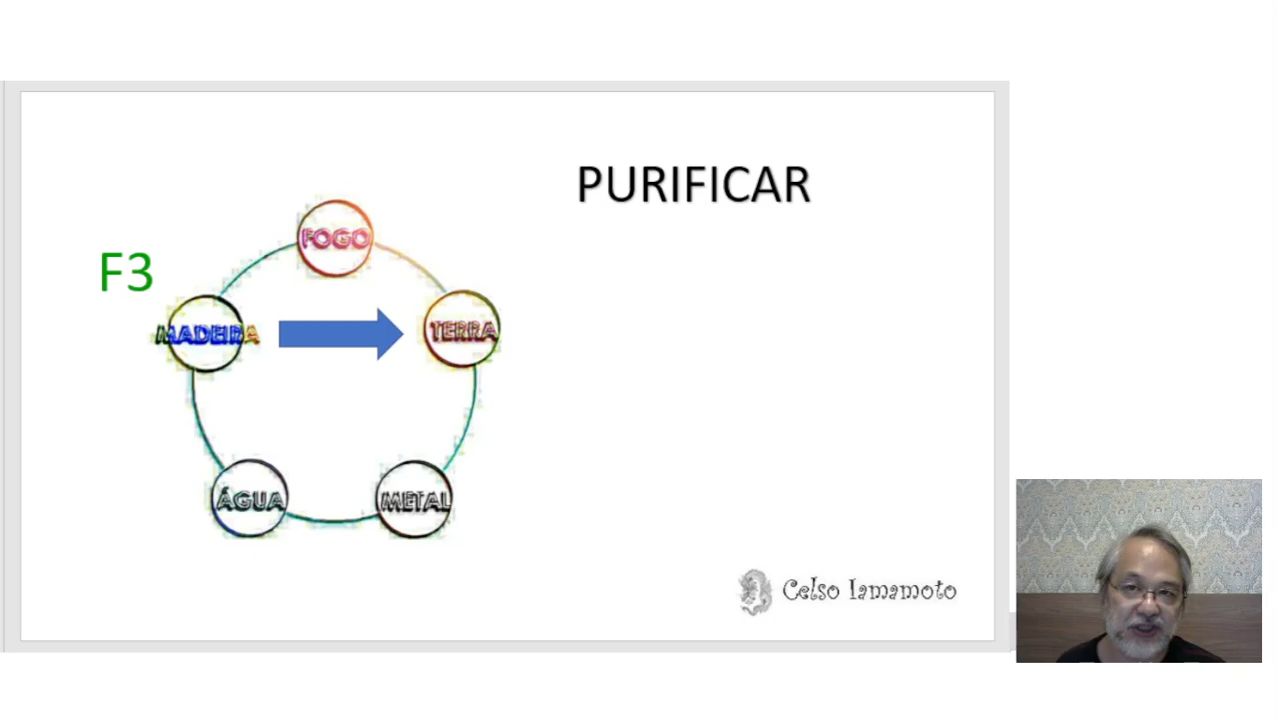 PURIFICAR
FOGO
F3
MADEIRA
TERRA
ÁGUA
METAL
Celso Iamamoto